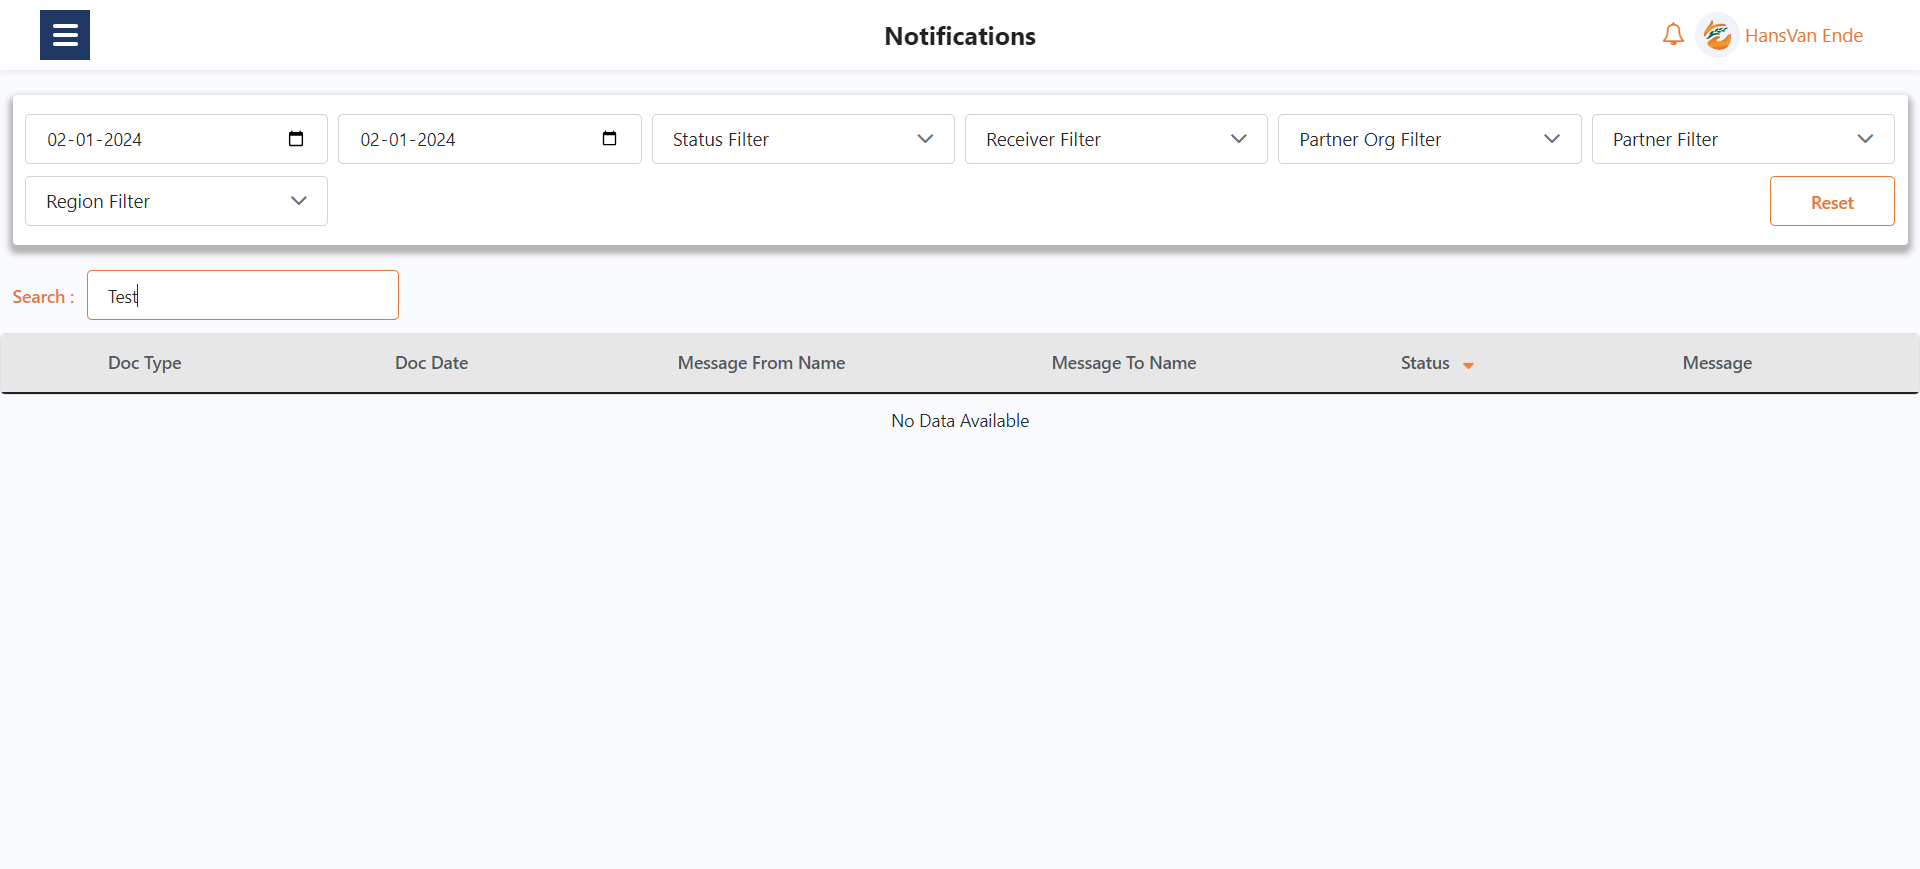 Notifications
HansVan Ende
02-01-2024
02-01-2024
Status Filter
Receiver Filter
Partner Org Filter
Partner Filter
Region Filter
Reset
Search :
Test
Doc Type
Doc Date
Message From Name
Message To Name
Status
Message
No Data Available